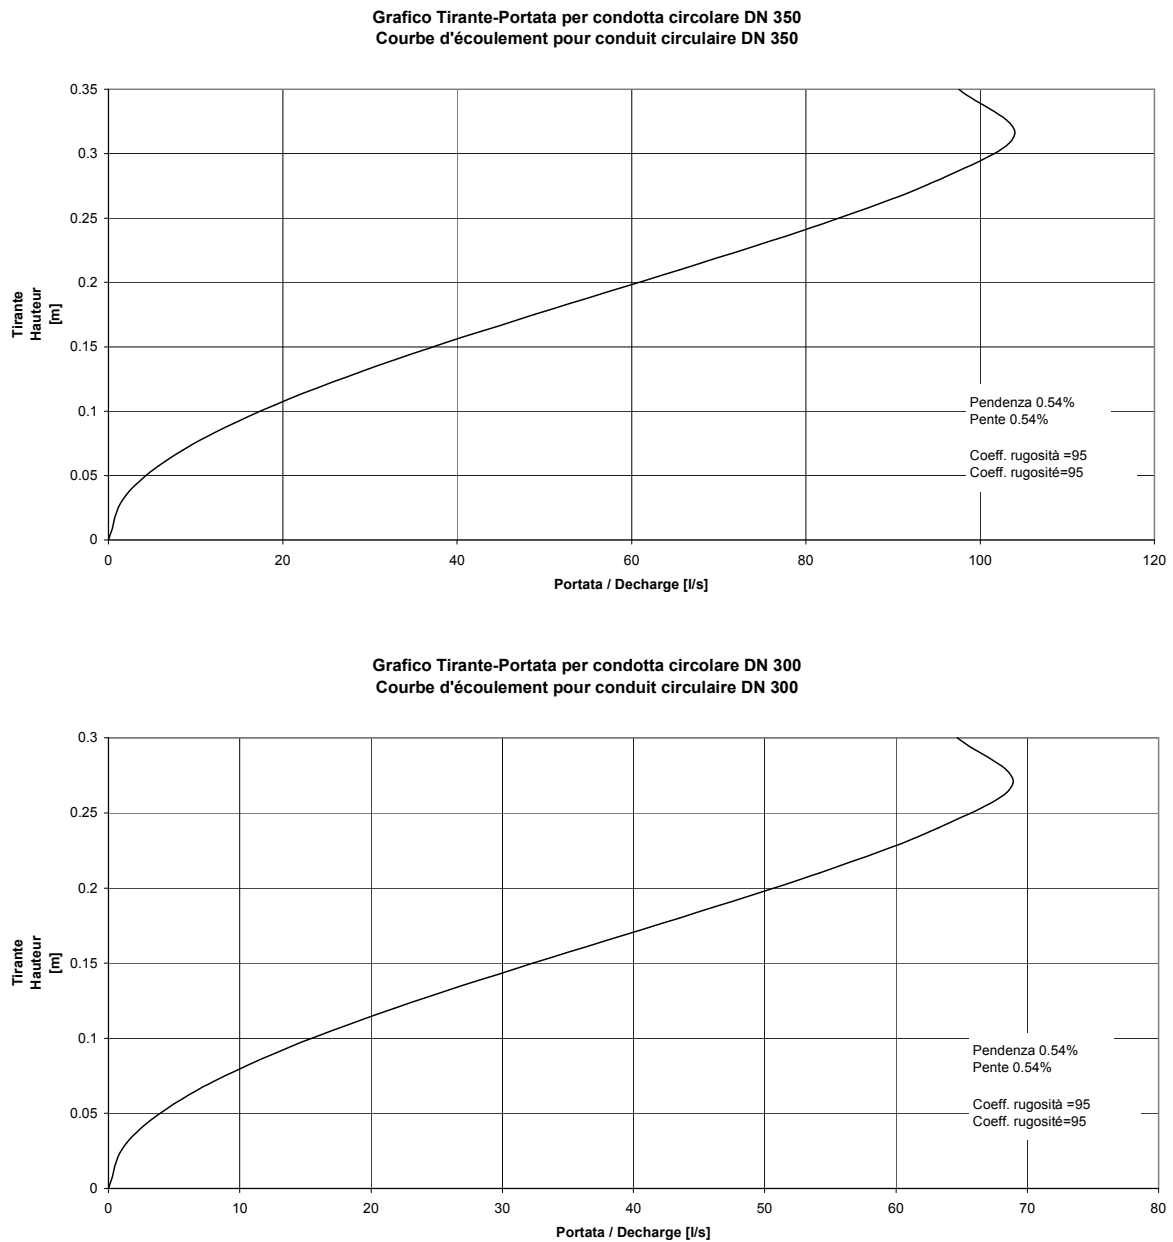 Grafico Tirante-Portata per condotta circolare DN 350
Courbe d'écoulement pour conduit circulaire DN 350
0.35
0.3
0.25
0.2
0.15
0.1
0.05
0
Tirante
Hauteur
[m]
Pendenza 0.54%
Pente 0.54%
Coeff. rugosità =95
Coeff. rugosité=95
0 20 40 60 80 100 120
Portata / Decharge [l/s]
Grafico Tirante-Portata per condotta circolare DN 300
Courbe d'écoulement pour conduit circulaire DN 300
0.3
0.25
0.2
0.15
0.1
0.05
0
Tirante
Hauteur
[m]
Pendenza 0.54%
Pente 0.54%
Coeff. rugosità =95
Coeff. rugosité=95
0 10 20 30 40 50 60 70 80
Portata / Decharge [l/s]